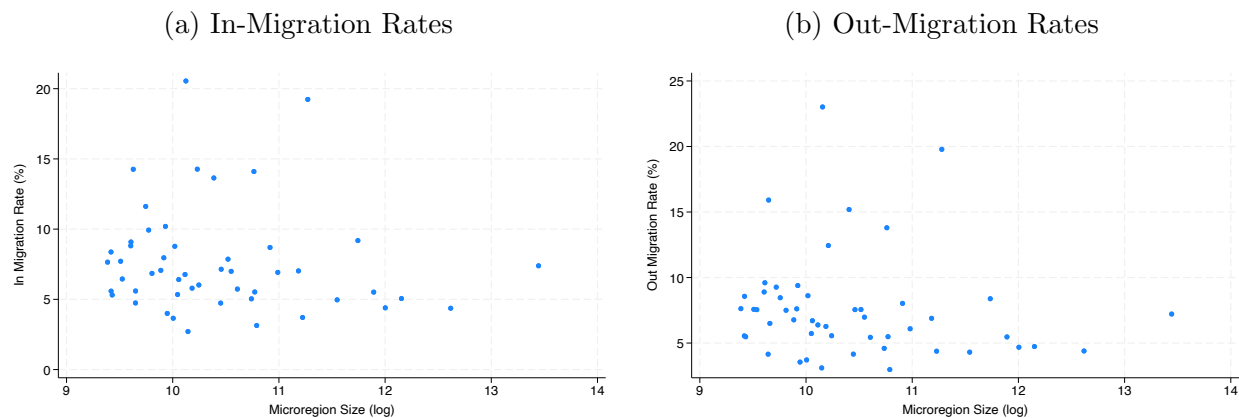 (a) In-Migration Rates
In Migration Rate (%)
20
15
10
5
0
9 10 11 12 13 14
Microregion Size (log)
(b) Out-Migration Rates
Out Migration Rate (%)
25
20
15
10
5
9 10 11 12 13 14
Microregion Size (log)